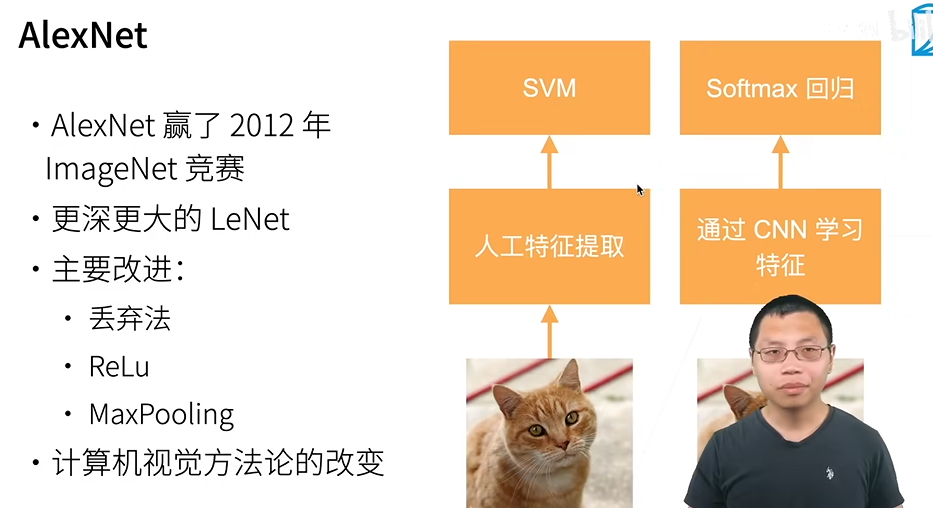 AlexNet
・AlexNet 赢了 2012 年
ImageNet 竞赛
・更深更大的 LeNet
・主要改进：
・丢弃法
・ReLu
・MaxPooling
・计算机视觉方法论的改变
SVM
人工特征提取
Softmax 回归
通过 CNN 学习
特征